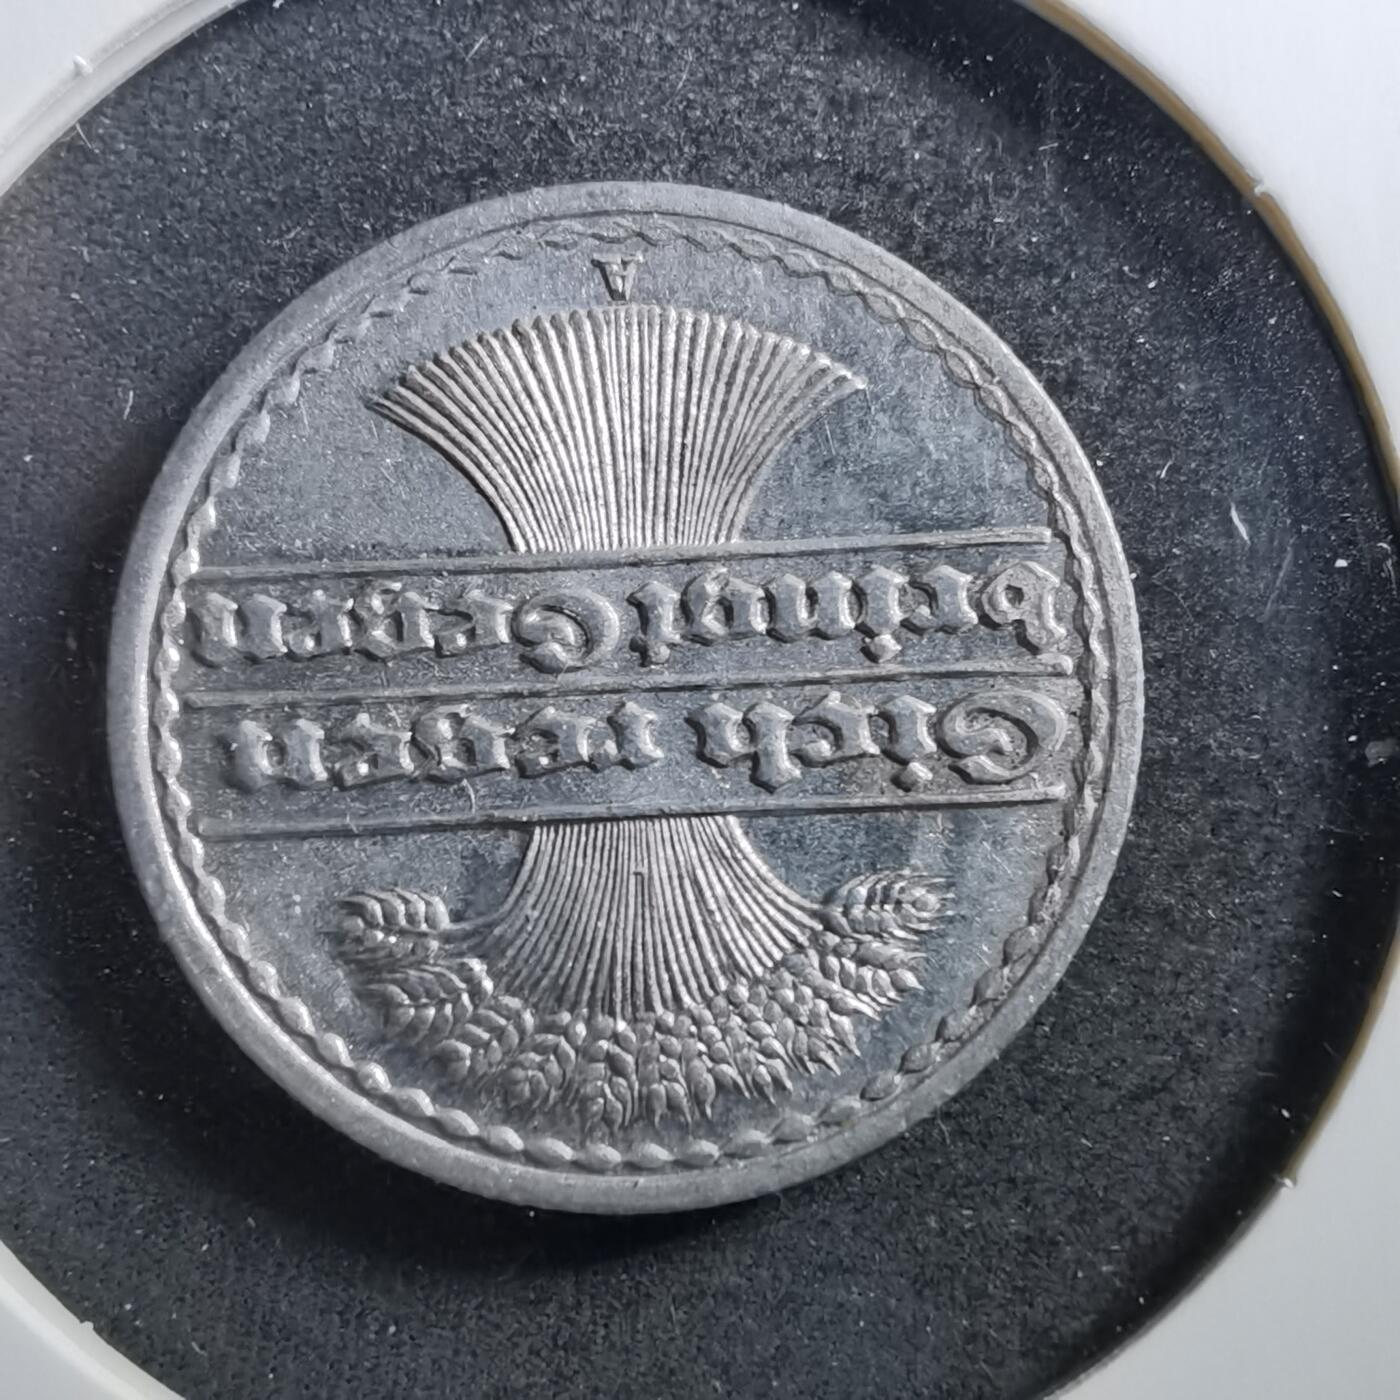 Sich regen
bringt Segen
A